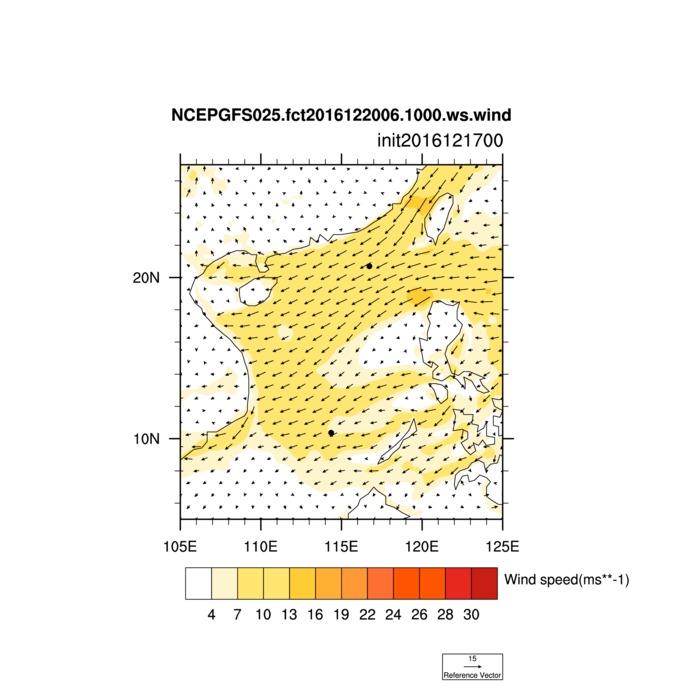 NCEPGFS025.fct2016122006.1000.ws.wind
init2016121700
20N
10N
105E 110E 115E 120E 125E
Wind speed(ms**-1)
4 7 10 13 16 19 22 24 26 28 30
15
Reference Vector